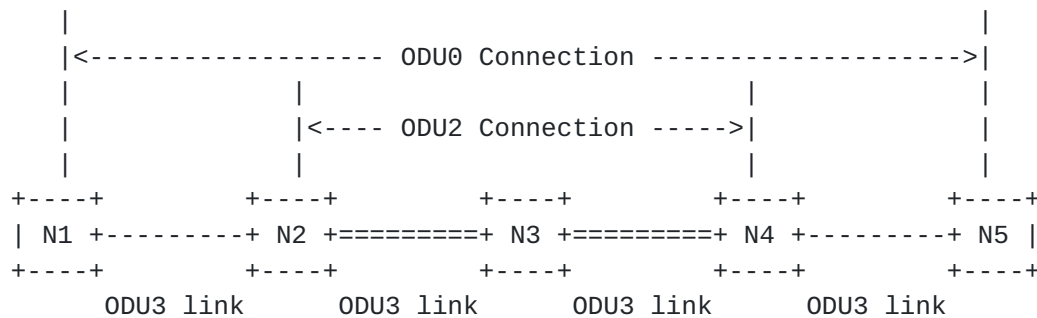 |                                               |
|<------------------- ODU0 Connection -------------------->|
|              |                            |              |
|              |<---- ODU2 Connection ----->|              |
|              |                            |              |
+----+         +----+         +----+         +----+         +----+
| N1 +---------+ N2 +=========+ N3 +=========+ N4 +---------+ N5 |
+----+         +----+         +----+         +----+         +----+
ODU3 link      ODU3 link      ODU3 link      ODU3 link